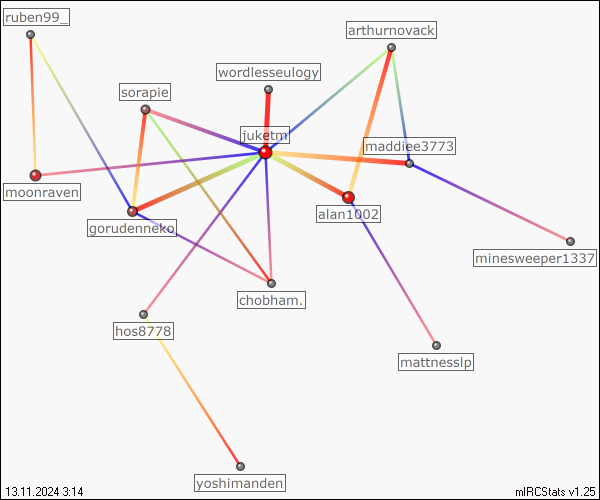 ruben99_
arthurnovack
wordlesseulogy
sorapie
juketm
maddiee3773
moonraven
alan1002
gorudenneko
minesweeper1337
chobham.
hos8778
mattnesslp
yoshimanden
13.11.2024 3:14
mIRCStats v1.25